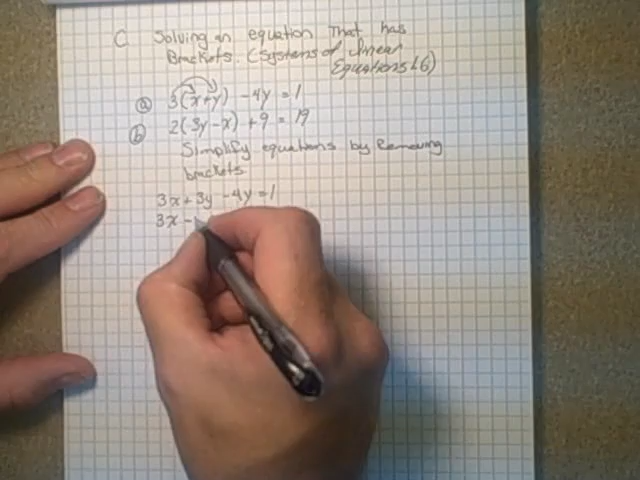 C Solving an equation That has
Brackets. (Systems of linear
Equations LG)
a 3(x+y) -4y = 1
b 2(3y-x) +9 = 19
Simplify equations by Removing
brackets
3x+3y -4y=1
3x -